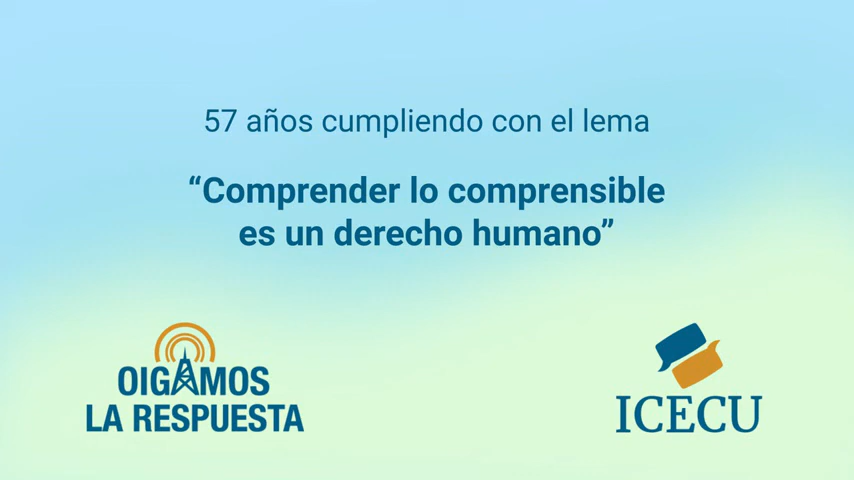 57 años cumpliendo con el lema
“Comprender lo comprensible
es un derecho humano”
OIGAMOS
LA RESPUESTA
ICECU